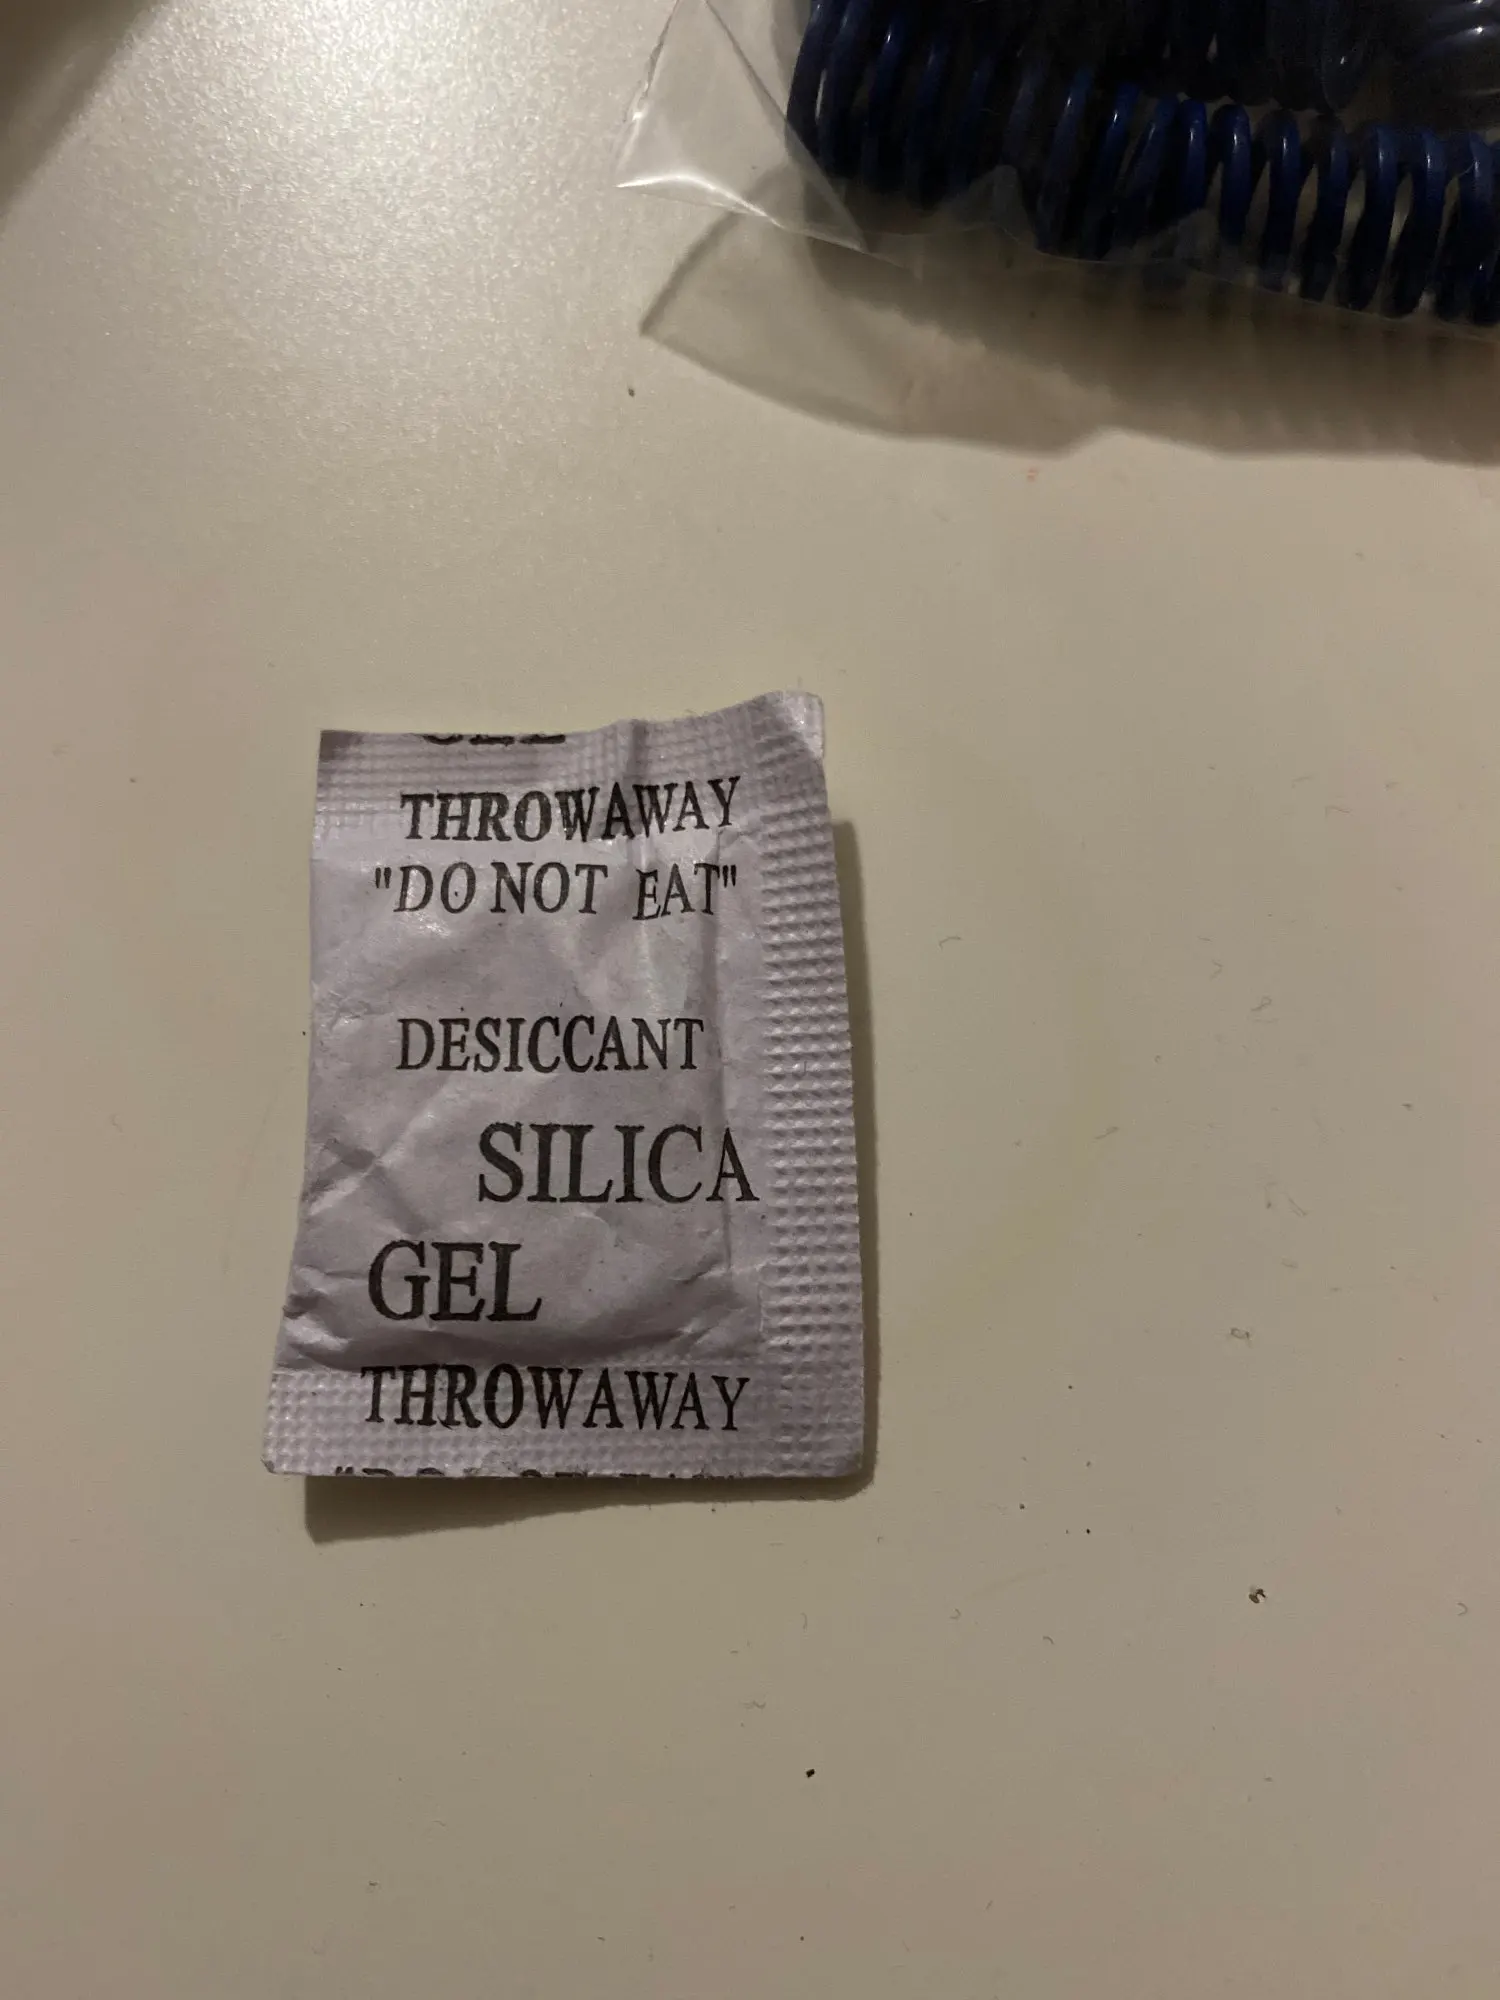 THROWAWAY
"DO NOT EAT"
DESICCANT
SILICA
GEL
THROWAWAY